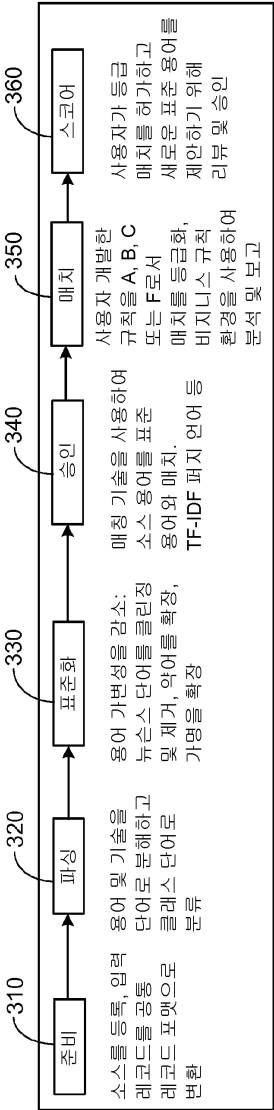 310
준비
소스를 등록, 입력
레코드를 공통
레코드 포맷으로
변환
320
파싱
용어 및 기술을
단어로 분해하고
클래스 단어로
분류
330
표준화
용어 가변성을 감소:
뉴슨스 단어를 클린징
및 제거, 약어를 확장,
가명을 확장
340
승인
매칭 기술을 사용하여
소스 용어를 표준
용어와 매치.
TF-IDF 퍼지 언어 등
350
매치
사용자 개발한
규칙을 A, B, C
또는 F로서
매치를 등급화,
비지니스 규칙
환경을 사용하여
분석 및 보고
360
스코어
사용자가 등급
매치를 허가하고
새로운 표준 용어를
제안하기 위해
리뷰 및 승인